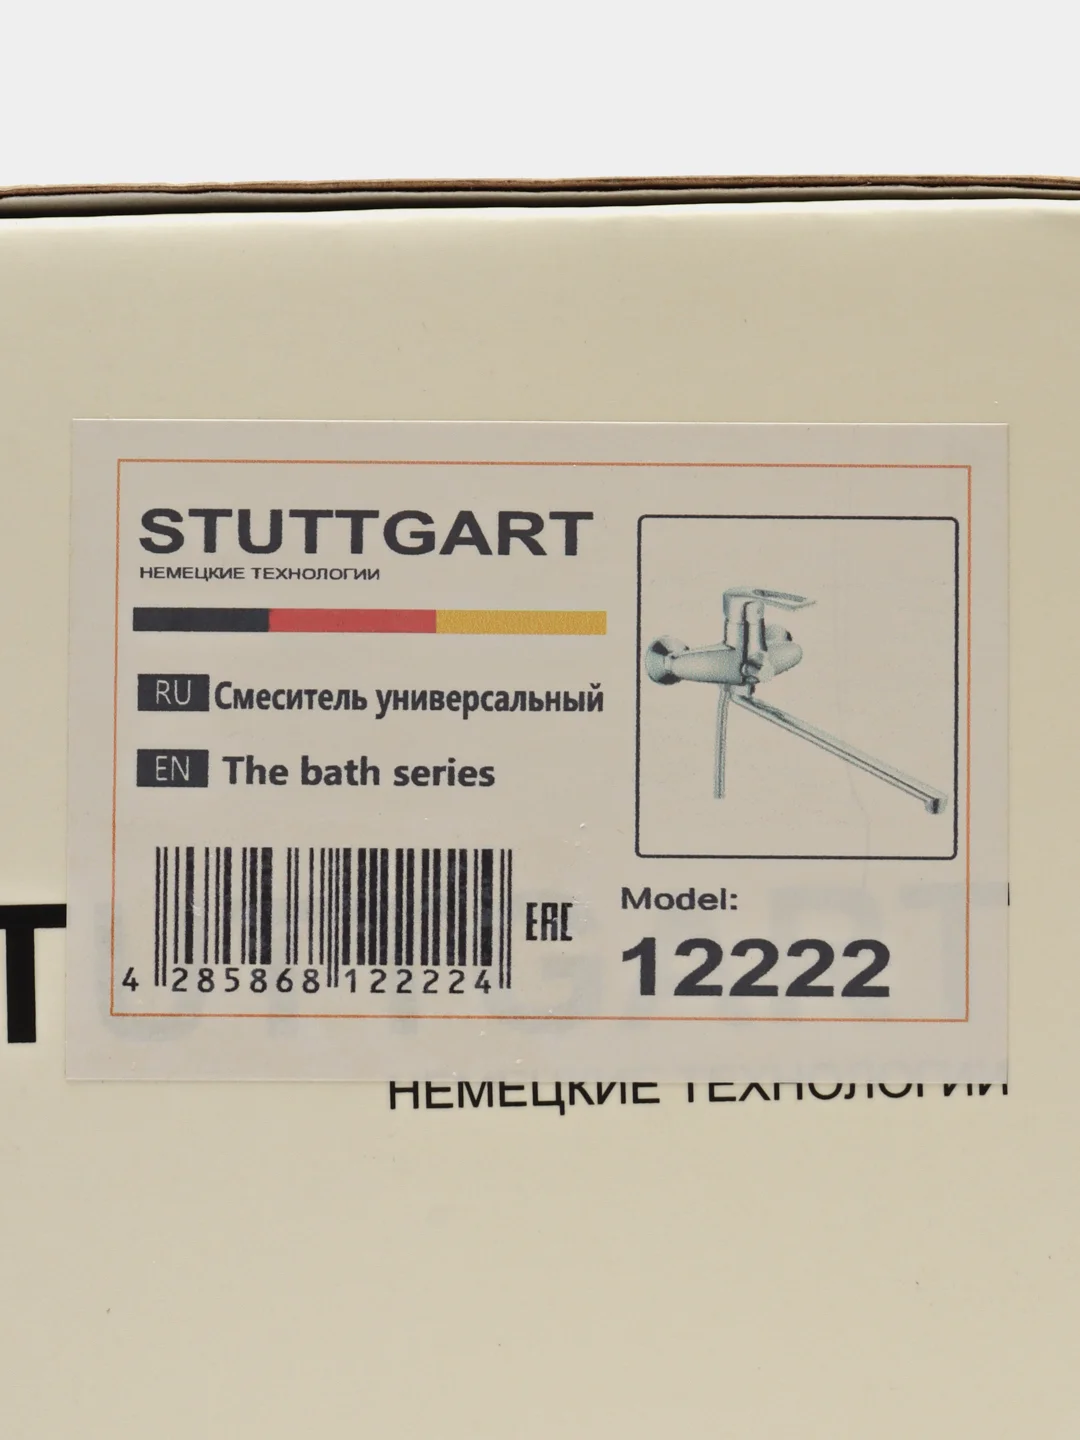 STUTTGART
НЕМЕЦКИЕ ТЕХНОЛОГИИ
RU Смеситель универсальный
EN The bath series
4 285868 122224
EAC
Model:
12222
T
НЕМЕЦКИЕ ТЕХНОЛОГИИ